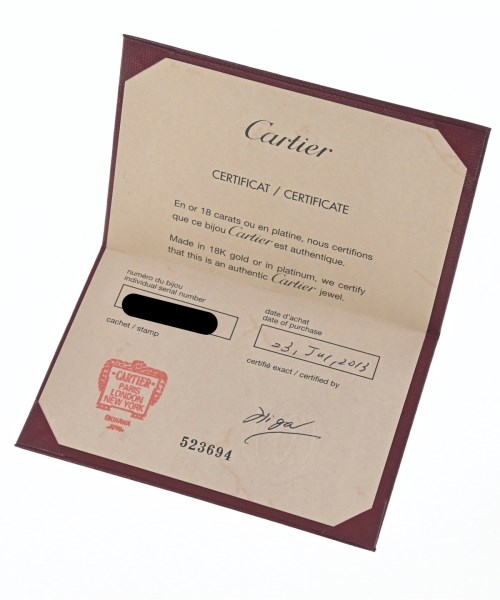 Cartier
CERTIFICAT / CERTIFICATE
En or 18 carats ou en platine, nous certifions
que ce bijou Cartier est authentique.
Made in 18K gold or in platinum, we certify
that this is an authentic Cartier jewel.
numéro du bijou
individual serial number
date d'achat
date of purchase
23, Jul, 2013
cachet / stamp
certifié exact / certified by
CARTIER
PARIS
LONDON
NEW YORK
Higa
523694